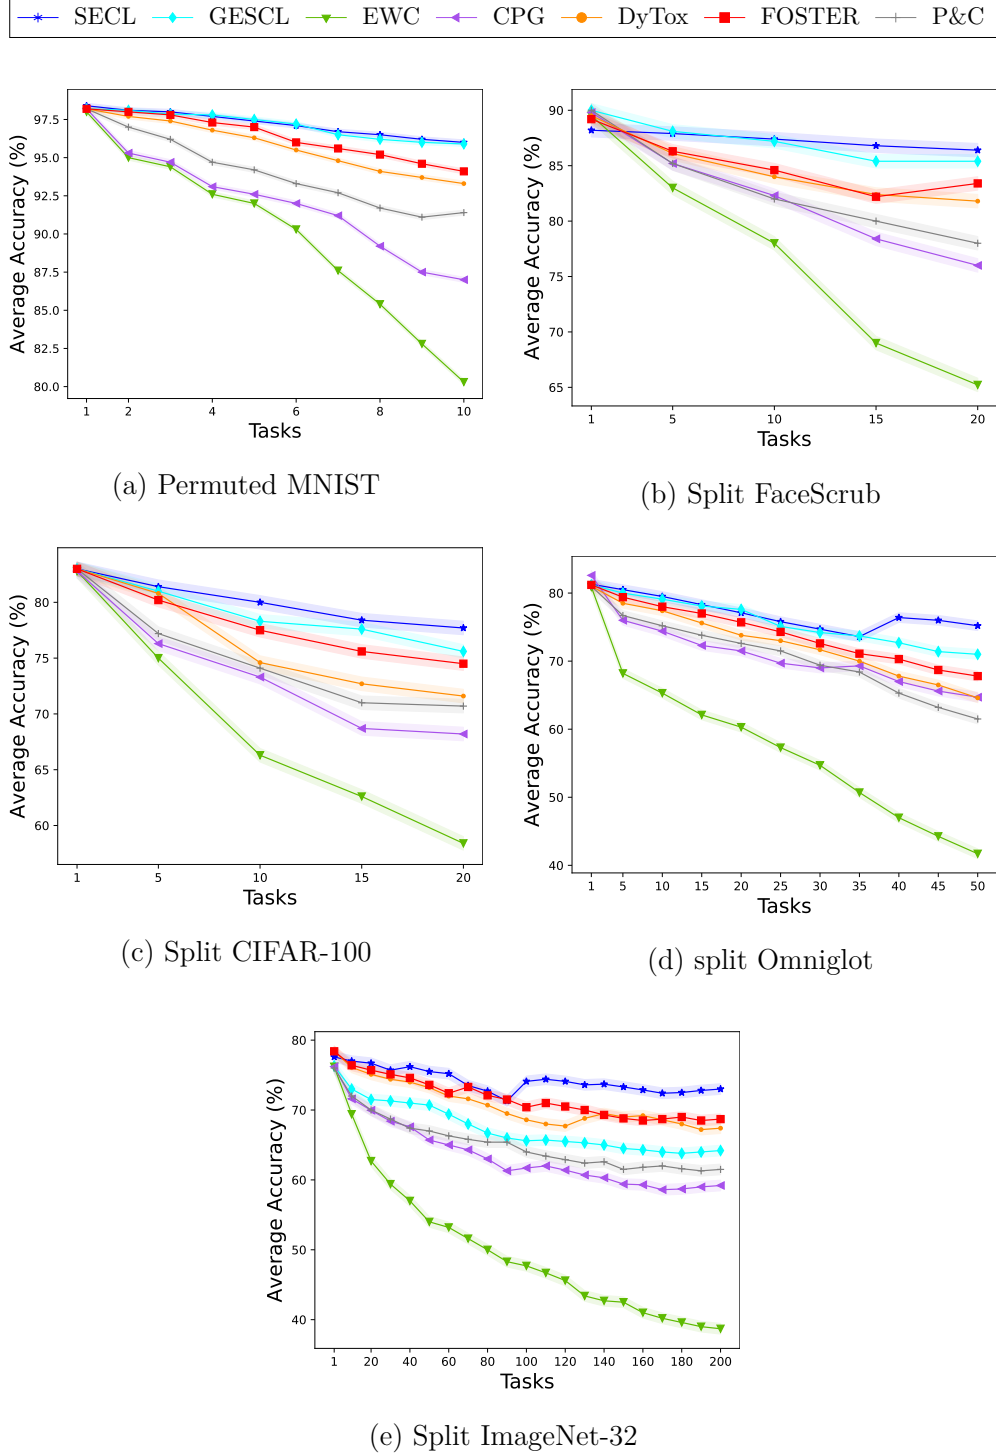 SECL GESCL EWC CPG DyTox FOSTER P&C
Average Accuracy (%)
97.5
95.0
92.5
90.0
87.5
85.0
82.5
80.0
1 2 4 6 8 10
Tasks
(a) Permuted MNIST
Average Accuracy (%)
90
85
80
75
70
65
1 5 10 15 20
Tasks
(b) Split FaceScrub
Average Accuracy (%)
80
75
70
65
60
1 5 10 15 20
Tasks
(c) Split CIFAR-100
Average Accuracy (%)
80
70
60
50
40
1 5 10 15 20 25 30 35 40 45 50
Tasks
(d) split Omniglot
Average Accuracy (%)
80
70
60
50
40
1 20 40 60 80 100 120 140 160 180 200
Tasks
(e) Split ImageNet-32